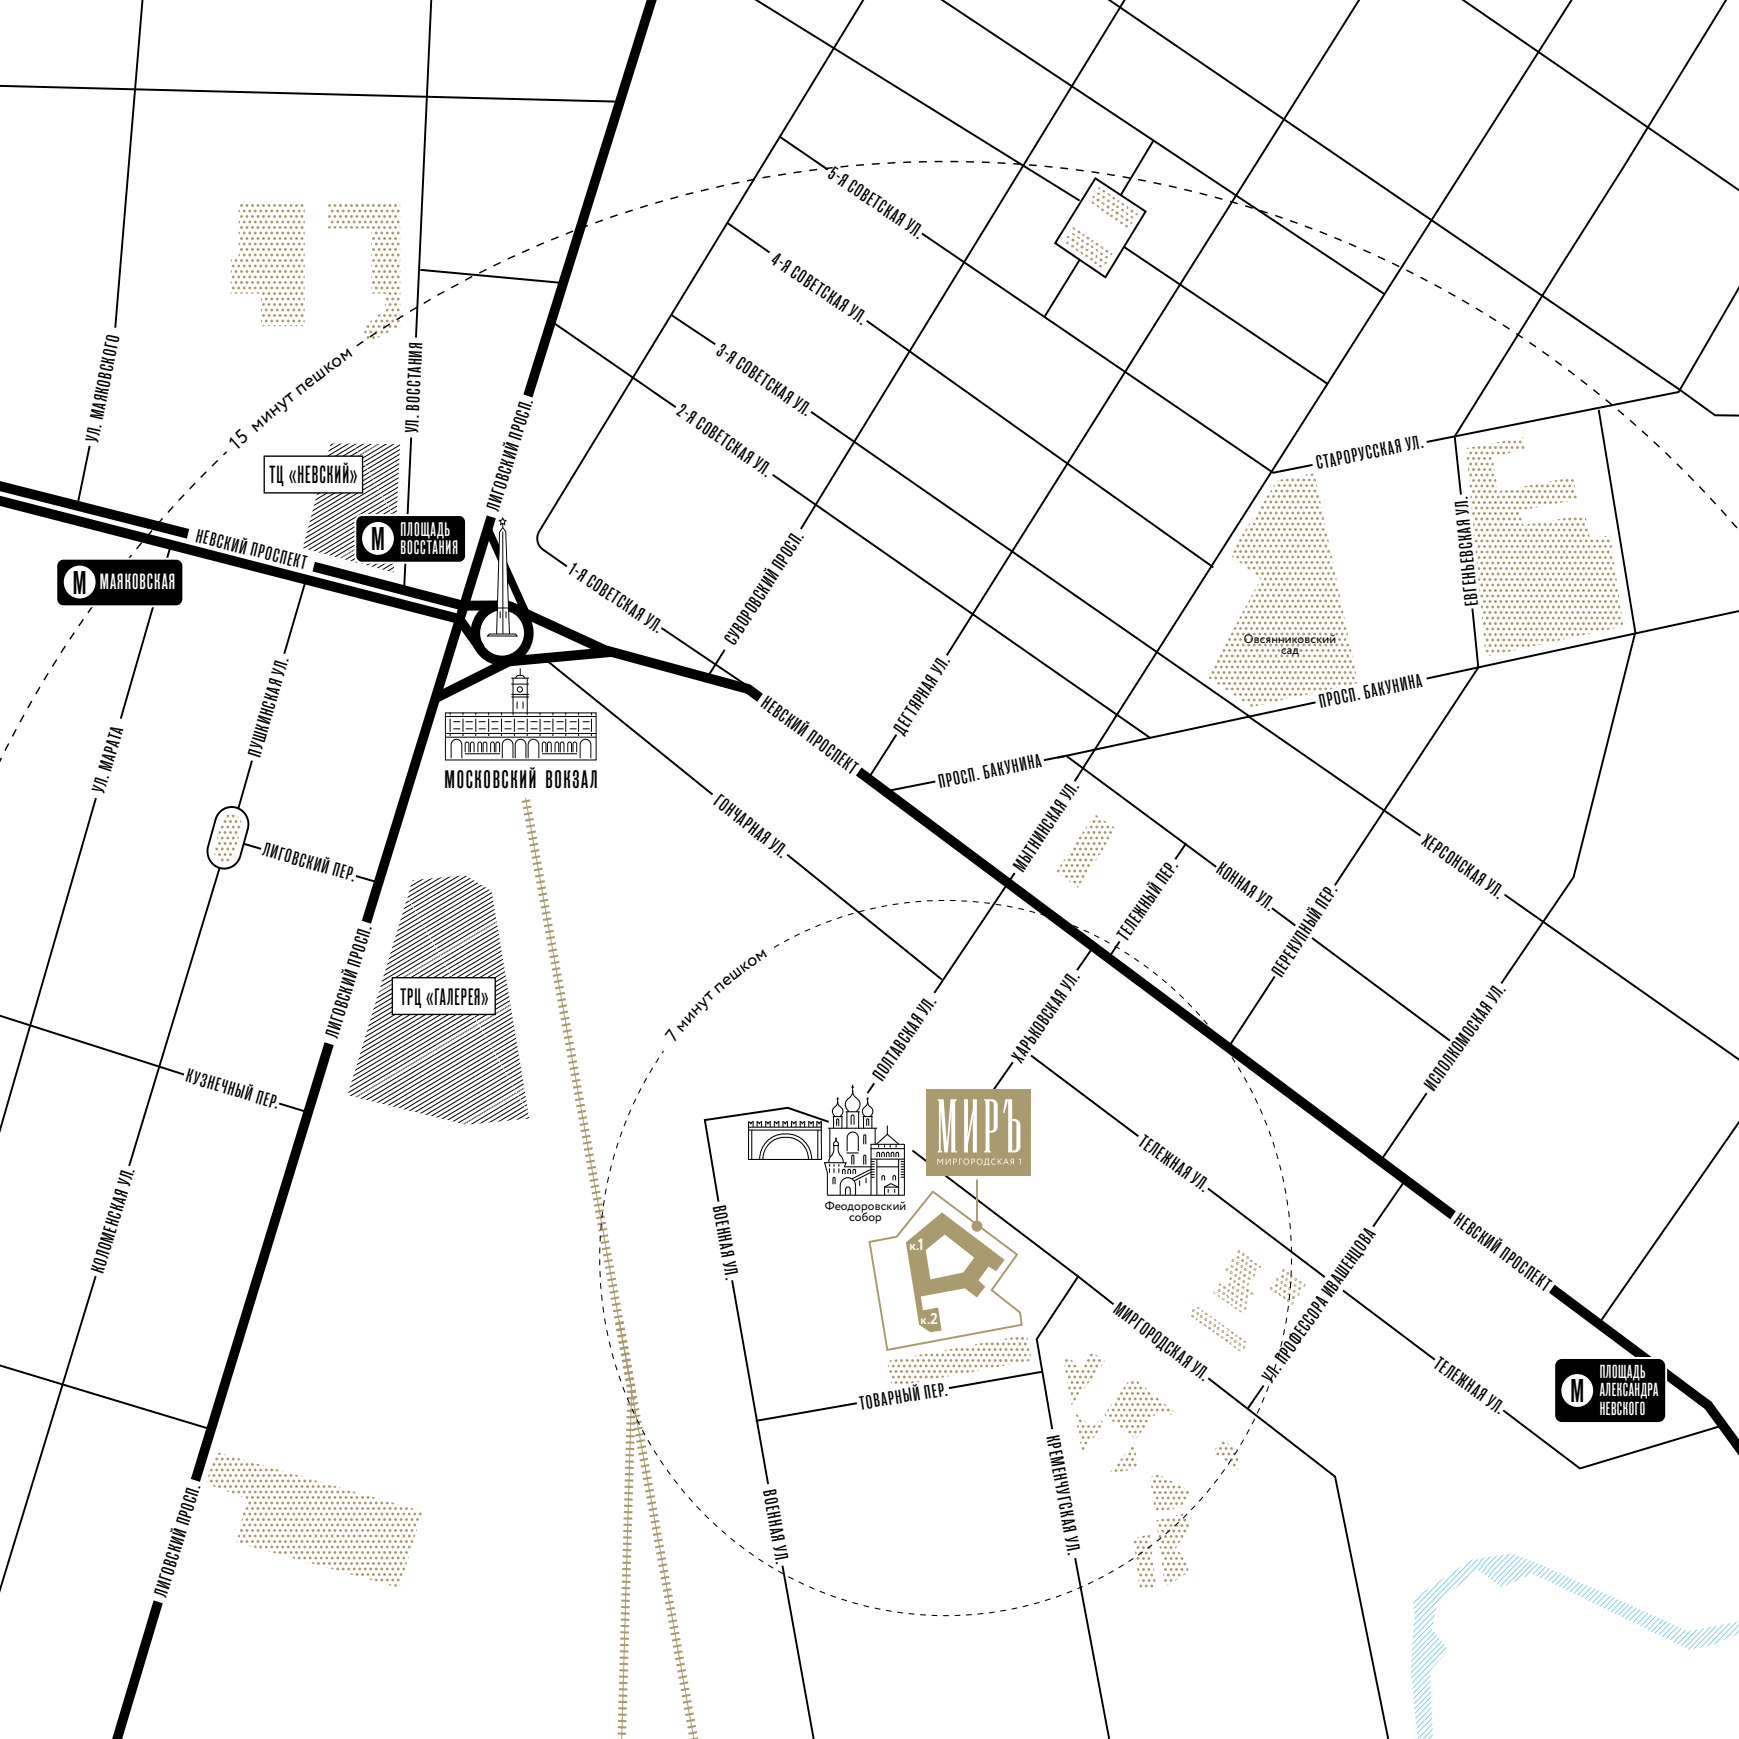 5-Я СОВЕТСКАЯ УЛ.
4-Я СОВЕТСКАЯ УЛ.
3-Я СОВЕТСКАЯ УЛ.
2-Я СОВЕТСКАЯ УЛ.
1-Я СОВЕТСКАЯ УЛ.
УЛ. МАЯКОВСКОГО
УЛ. ВОССТАНИЯ
15 минут пешком
ЛИГОВСКИЙ ПРОСП.
ТЦ «НЕВСКИЙ»
М
ПЛОЩАДЬ
ВОССТАНИЯ
НЕВСКИЙ ПРОСПЕКТ
М
МАЯКОВСКАЯ
СТАРОРУССКАЯ УЛ.
ЕВГЕНЬЕВСКАЯ УЛ.
СУВОРОВСКИЙ ПРОСП.
Овсянниковский
сад
ПРОСП. БАКУНИНА
ДЕГТЯРНАЯ УЛ.
НЕВСКИЙ ПРОСПЕКТ
ПУШКИНСКАЯ УЛ.
УЛ. МАРАТА
МОСКОВСКИЙ ВОКЗАЛ
ПРОСП. БАКУНИНА
ГОНЧАРНАЯ УЛ.
МЫТНИНСКАЯ УЛ.
ЛИГОВСКИЙ ПЕР.
ТЕЛЕЖНЫЙ ПЕР.
КОННАЯ УЛ.
ХЕРСОНСКАЯ УЛ.
ПЕРЕКУПНЫЙ ПЕР.
ЛИГОВСКИЙ ПРОСП.
ТРЦ «ГАЛЕРЕЯ»
7 минут пешком
ПОЛТАВСКАЯ УЛ.
ХАРЬКОВСКАЯ УЛ.
ИСПОЛКОМОСКАЯ УЛ.
КУЗНЕЧНЫЙ ПЕР.
МИРЪ
МИРГОРОДСКАЯ 1
ТЕЛЕЖНАЯ УЛ.
КОЛОМЕНСКАЯ УЛ.
Феодоровский
собор
ВОЕННАЯ УЛ.
к.1
к.2
НЕВСКИЙ ПРОСПЕКТ
УЛ. ПРОФЕССОРА ИВАШЕНЦОВА
МИРГОРОДСКАЯ УЛ.
ТЕЛЕЖНАЯ УЛ.
М
ПЛОЩАДЬ
АЛЕКСАНДРА
НЕВСКОГО
ТОВАРНЫЙ ПЕР.
КРЕМЕНЧУГСКАЯ УЛ.
ВОЕННАЯ УЛ.
ЛИГОВСКИЙ ПРОСП.